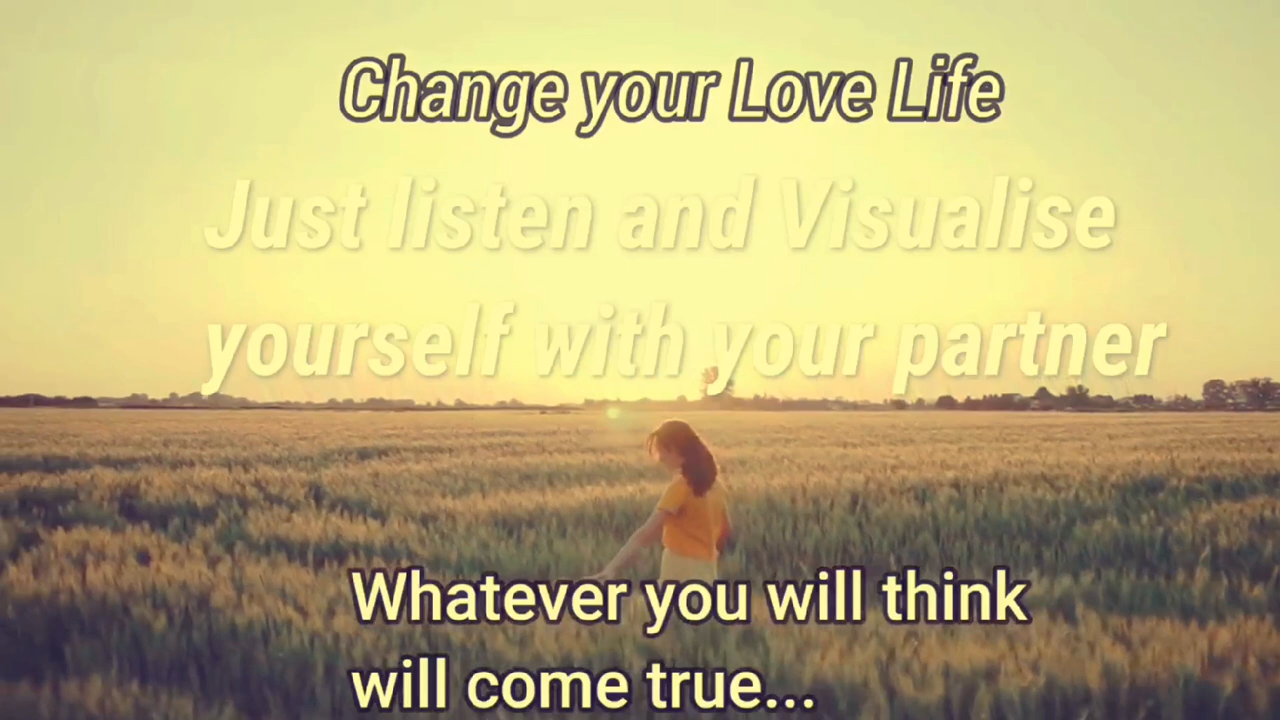 Change your Love Life
Just listen and Visualise
yourself with your partner
Whatever you will think
will come true...